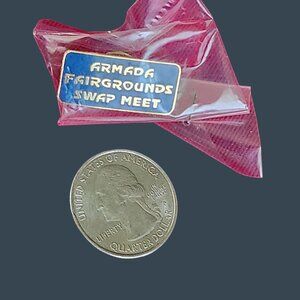 ARMADA
FAIRGROUNDS
SWAP MEET
UNITED STATES OF AMERICA
LIBERTY
QUARTER DOLLAR